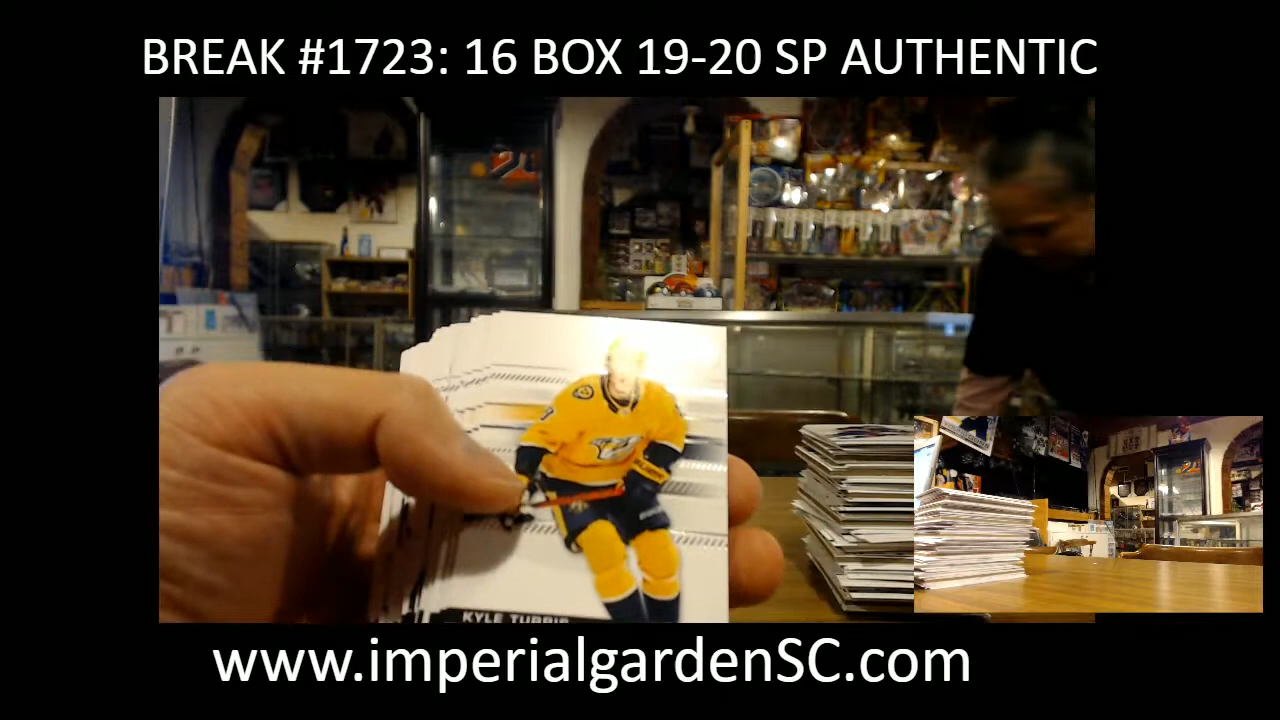 BREAK #1723: 16 BOX 19-20 SP AUTHENTIC
KYLE TURRIS
www.imperialgardenSC.com